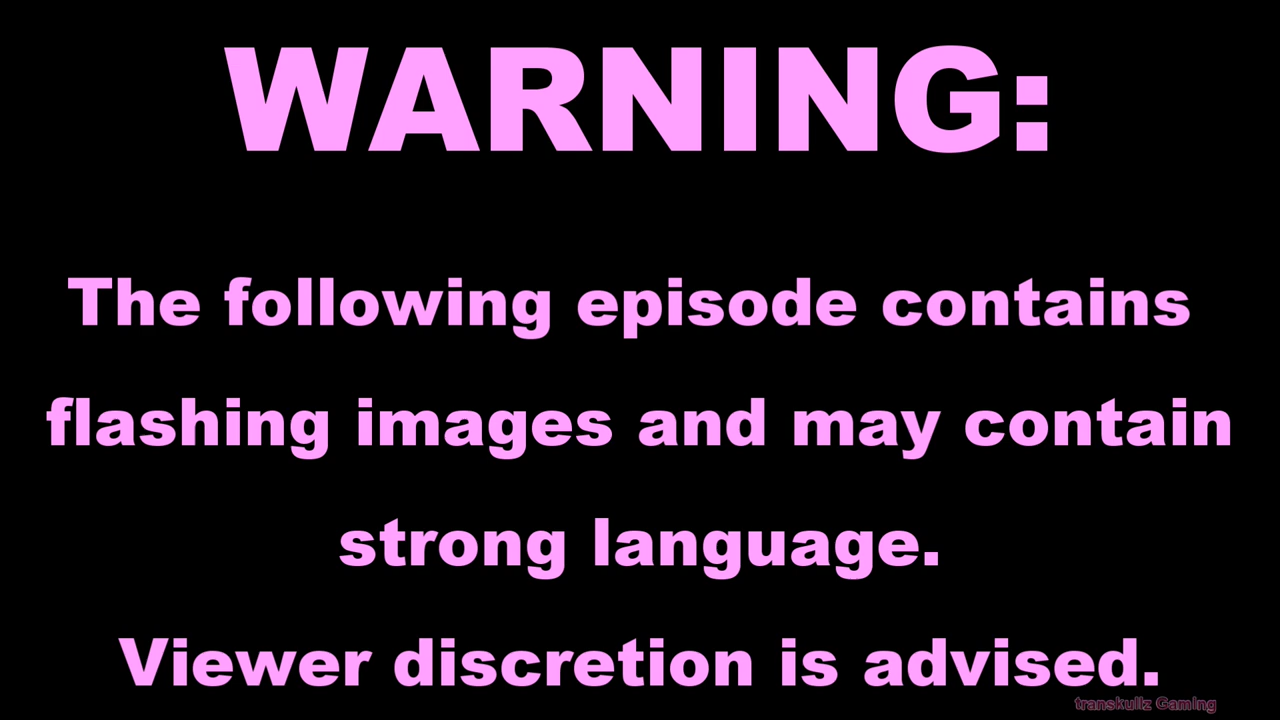 WARNING:
The following episode contains
flashing images and may contain
strong language.
Viewer discretion is advised.
transkullz Gaming